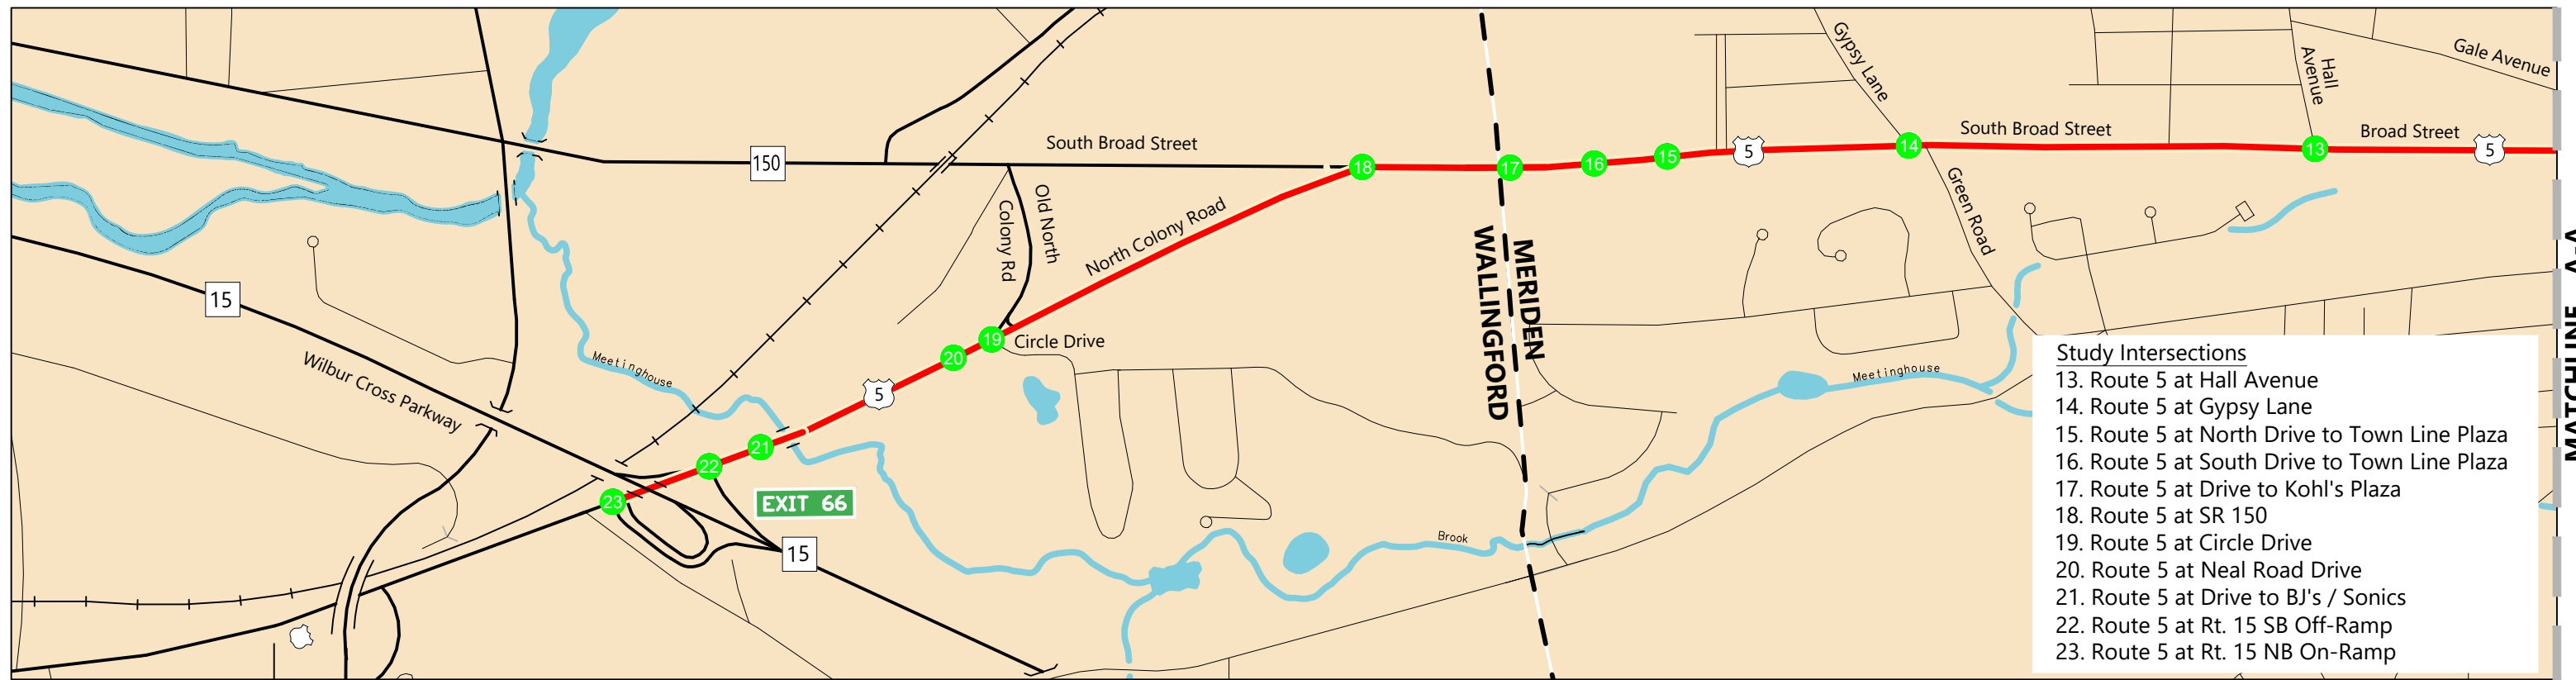 Gypsy Lane
Hall
Avenue
Gale Avenue
150
South Broad Street
18
17
16
15
5
14
South Broad Street
13
Broad Street
5
Old North
Colony Rd
North Colony Road
MERIDEN
WALLINGFORD
Green Road
15
Wilbur Cross Parkway
Meetinghouse
19
Circle Drive
20
5
21
22
23
EXIT 66
15
Brook
Meetinghouse
Study Intersections
13. Route 5 at Hall Avenue
14. Route 5 at Gypsy Lane
15. Route 5 at North Drive to Town Line Plaza
16. Route 5 at South Drive to Town Line Plaza
17. Route 5 at Drive to Kohl's Plaza
18. Route 5 at SR 150
19. Route 5 at Circle Drive
20. Route 5 at Neal Road Drive
21. Route 5 at Drive to BJ's / Sonics
22. Route 5 at Rt. 15 SB Off-Ramp
23. Route 5 at Rt. 15 NB On-Ramp
MATCHLINE A-A